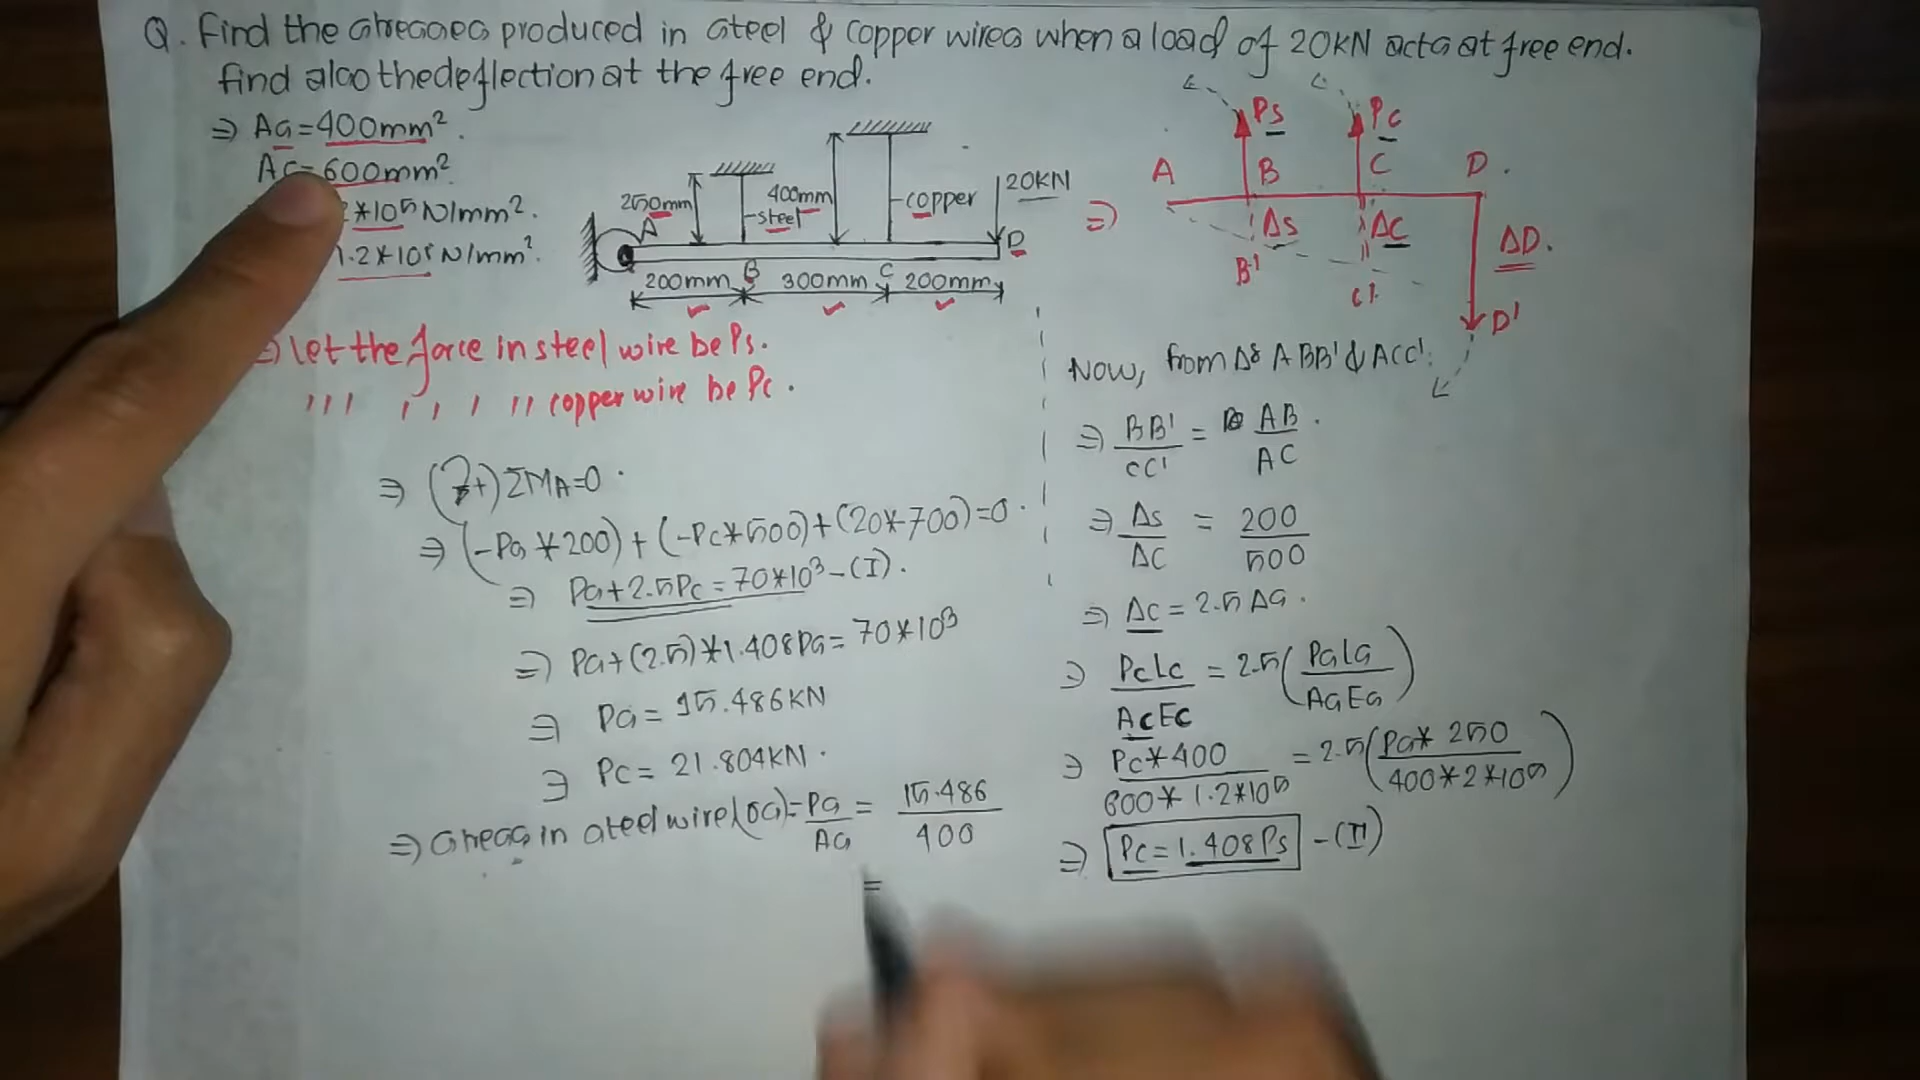 Q. Find the stresses produced in steel & copper wires when a load of 20KN acts at free end.
find also the deflection at the free end.
⇒ As=400mm².
Ac=600mm²
2*10⁵ N/mm².
1.2*10⁵ N/mm².
250mm
400mm
steel
copper
20KN
A
B
C
D
200mm
300mm
200mm
⇒
Ps
Pc
A
B
C
D.
Δs
Δc
ΔD.
B'
C'
D'
⇒ Let the force in steel wire be Ps.
''' ' ' ' '' copper wire be Pc.
⇒ (+) ΣMA=0.
⇒ (-Ps*200) + (-Pc*500)+(20*700)=0.
⇒ Ps+2.5Pc=70*10³-(I).
⇒ Ps+(2.5)*1.408Ps=70*10³
⇒ Ps= 15.486KN
⇒ Pc= 21.804KN.
⇒ Stress in steel wire(σs)=Ps/As = 15.486/400
=
Now, from Δs ABB' & ACC'.
⇒ BB'/CC' = AB/AC.
⇒ Δs/Δc = 200/500
⇒ Δc = 2.5Δs.
⇒ PcLc/AcEc = 2.5(PsLs/AsEs)
⇒ Pc*400/600*1.2*10⁵ = 2.5(Ps*250/400*2*10⁵)
⇒ Pc=1.408Ps -(II)